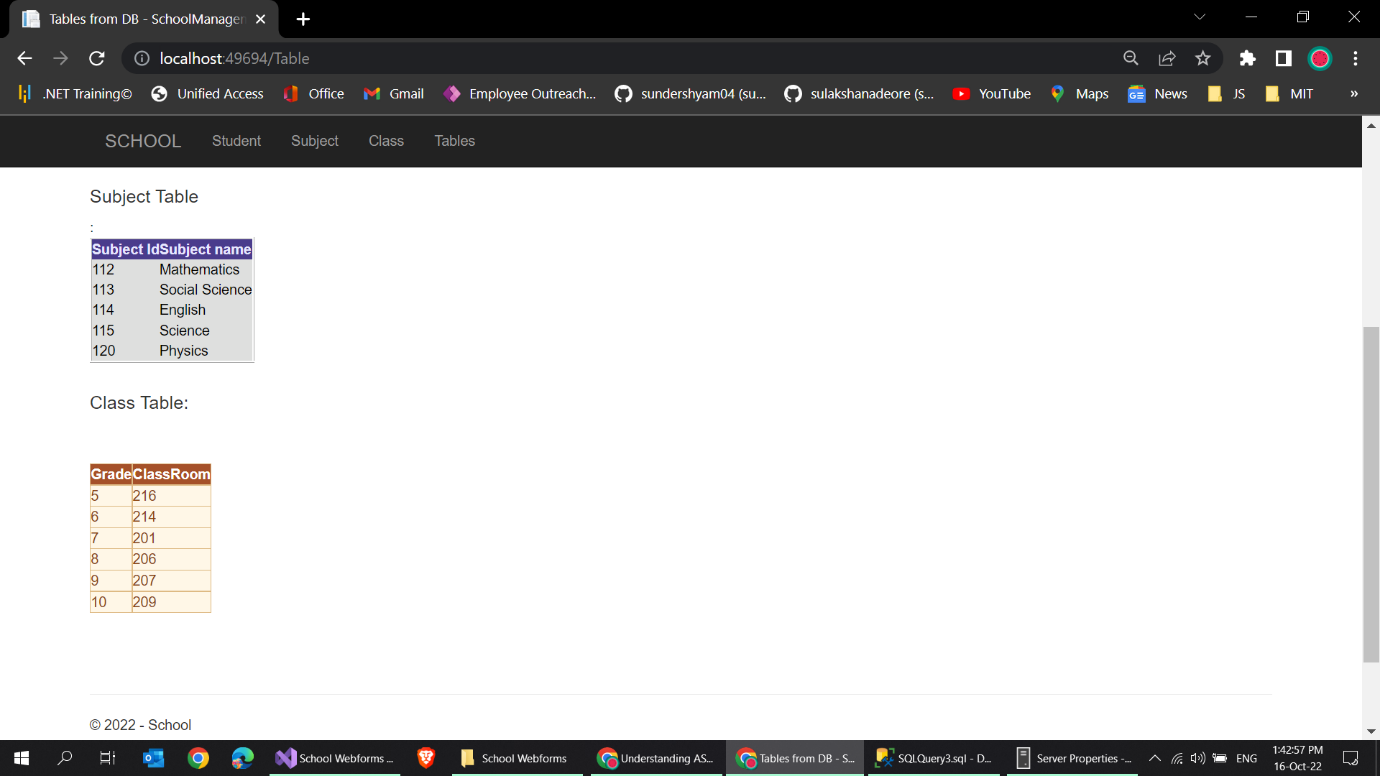 Tables from DB - SchoolManagem
localhost:49694/Table
.NET Training© Unified Access Office Gmail Employee Outreach... sundershyam04 (su... sulakshanadeore (s... YouTube Maps News JS MIT »
SCHOOL Student Subject Class Tables
Subject Table
:
Subject Id Subject name
112 Mathematics
113 Social Science
114 English
115 Science
120 Physics
Class Table:
Grade ClassRoom
5 216
6 214
7 201
8 206
9 207
10 209
© 2022 - School
School Webforms ... School Webforms Understanding AS... Tables from DB - S... SQLQuery3.sql - D... Server Properties -... ENG 1:42:57 PM
16-Oct-22